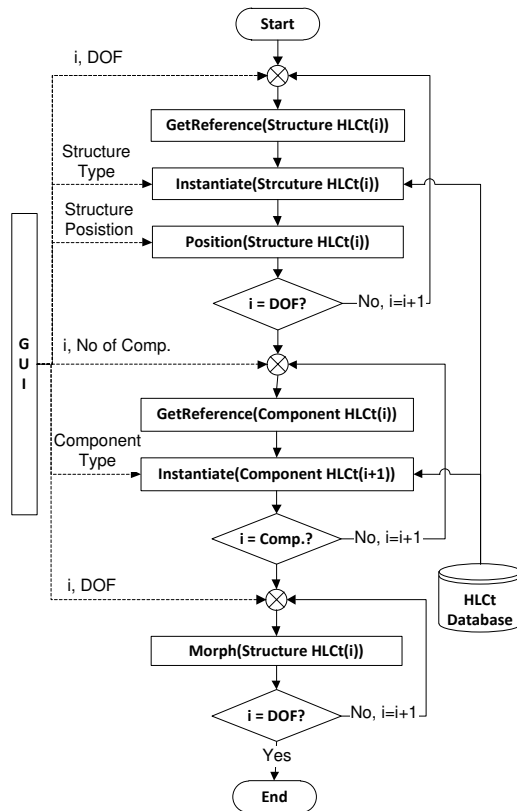 Start
i, DOF
GetReference(Structure HLCt(i))
Structure
Type
Instantiate(Strcuture HLCt(i))
Structure
Posistion
Position(Structure HLCt(i))
i = DOF?
No, i=i+1
G
U
I
i, No of Comp.
GetReference(Component HLCt(i))
Component
Type
Instantiate(Component HLCt(i+1))
i = Comp.?
No, i=i+1
i, DOF
HLCt
Database
Morph(Structure HLCt(i))
i = DOF?
No, i=i+1
Yes
End